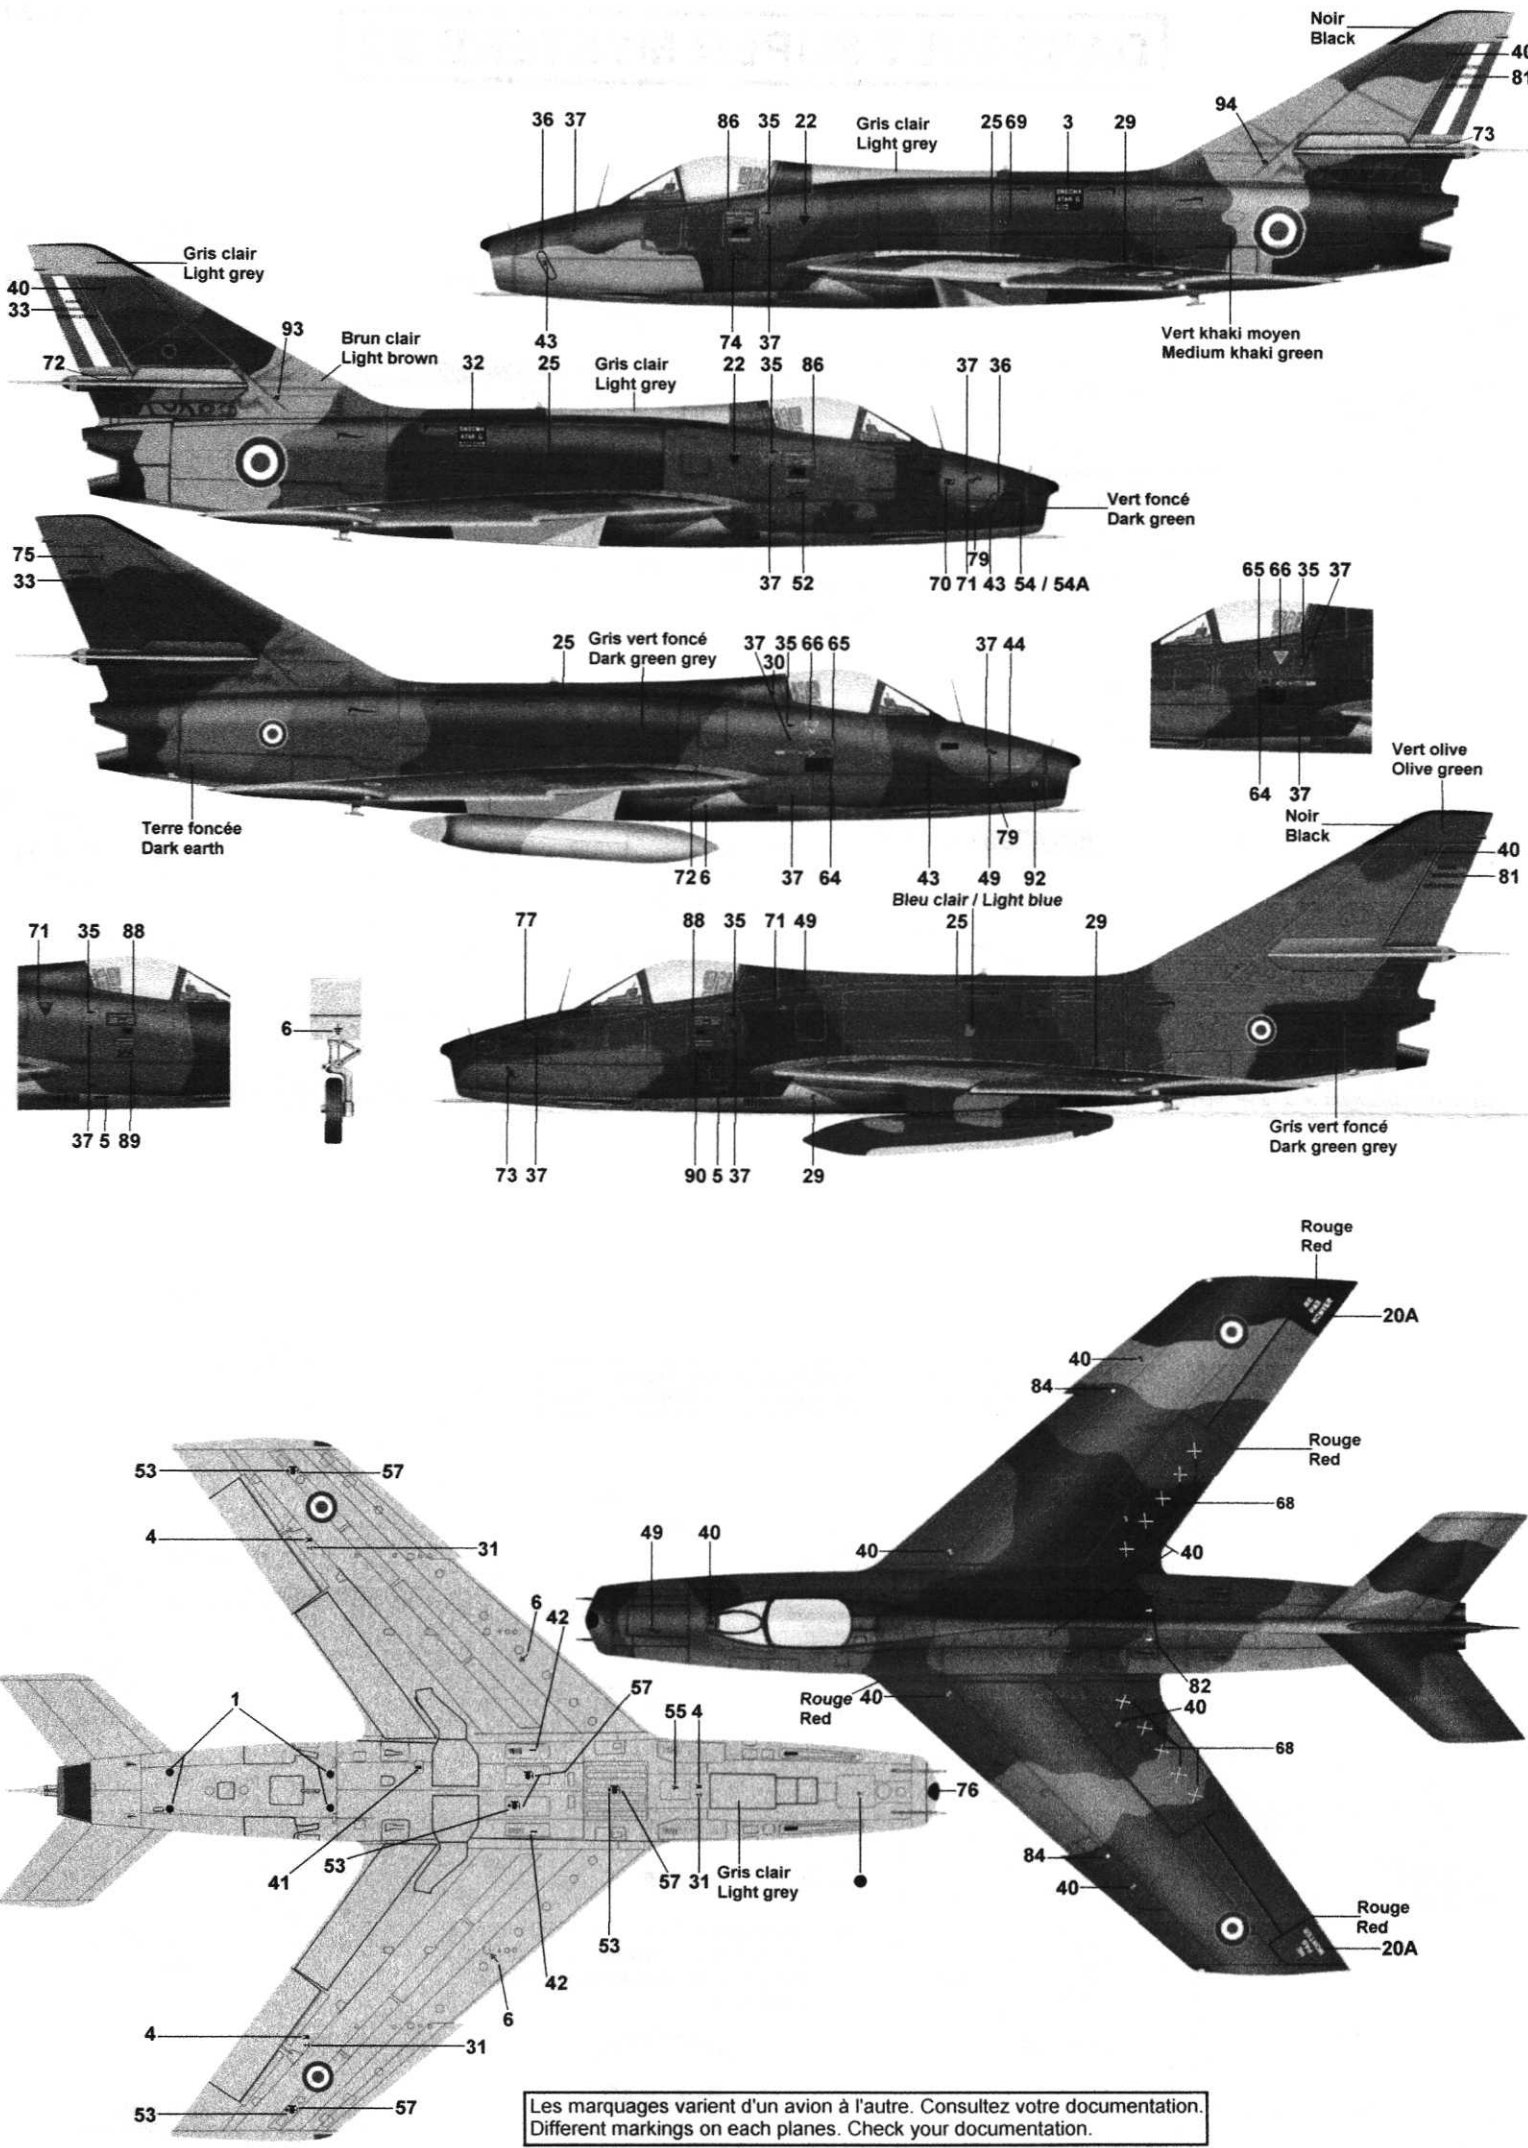 Noir
Black
40
81
94
73
36 37 86 35 22
Gris clair
Light grey
25 69 3 29
SNECMA
ATAR G
43 74 37
Vert khaki moyen
Medium khaki green
Gris clair
Light grey
40
33
93
Brun clair
Light brown
72
32 25
Gris clair
Light grey
22 35 86 37 36
SNECMA
ATAR G
Vert foncé
Dark green
37 52 70 71 79 43 54 / 54A
75
33
25
Gris vert foncé
Dark green grey
37 35 66 65
30
37 44
65 66 35 37
64 37
Terre foncée
Dark earth
72 6 37 64 43 49 79 92
Vert olive
Olive green
Noir
Black
40
81
Bleu clair / Light blue
71 35 88
37 5 89
6
77 88 35 71 49 25 29
73 37 90 5 37 29
Gris vert foncé
Dark green grey
Rouge
Red
NE
PAS
MONTER
20A
40
84
Rouge
Red
68
40
40
49 40
82
40
68
Rouge
Red
40
84
40
Rouge
Red
NE
PAS
MONTER
20A
53 57
4 31
6 42
57
1
55 4
76
41 53
57 31
Gris clair
Light grey
53
42
6
4 31
53 57
Les marquages varient d'un avion à l'autre. Consultez votre documentation.
Different markings on each planes. Check your documentation.